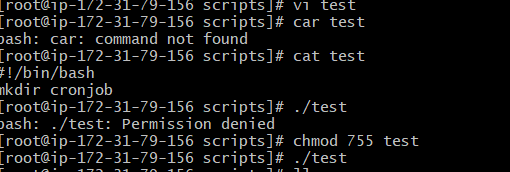 [root@ip-172-31-79-156 scripts]# vi test
[root@ip-172-31-79-156 scripts]# car test
bash: car: command not found
[root@ip-172-31-79-156 scripts]# cat test
#!/bin/bash
mkdir cronjob
[root@ip-172-31-79-156 scripts]# ./test
bash: ./test: Permission denied
[root@ip-172-31-79-156 scripts]# chmod 755 test
[root@ip-172-31-79-156 scripts]# ./test
[root@ip-172-31-79-156 scripts]#